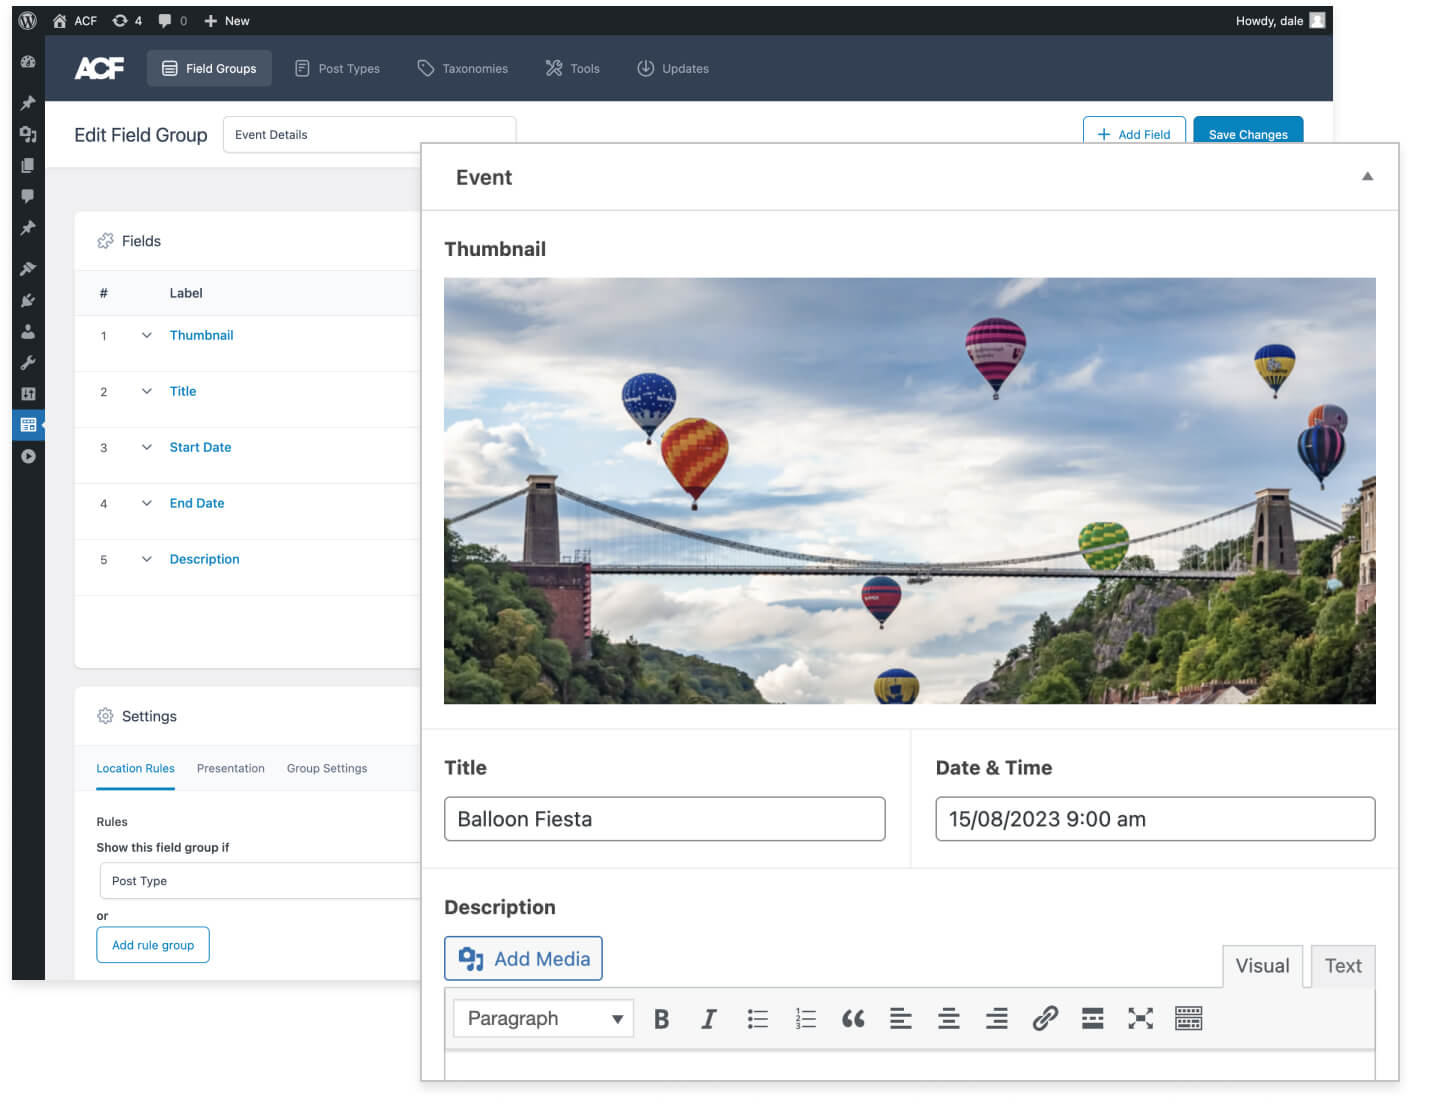 ACF 4 0 New
Howdy, dale
ACF
Field Groups Post Types Taxonomies Tools Updates
Edit Field Group
Event Details
Add Field
Save Changes
Fields
# Label
1 Thumbnail
2 Title
3 Start Date
4 End Date
5 Description
Settings
Location Rules Presentation Group Settings
Rules
Show this field group if
Post Type
or
Add rule group
Event
Thumbnail
Title
Balloon Fiesta
Date & Time
15/08/2023 9:00 am
Description
Add Media
Visual Text
Paragraph